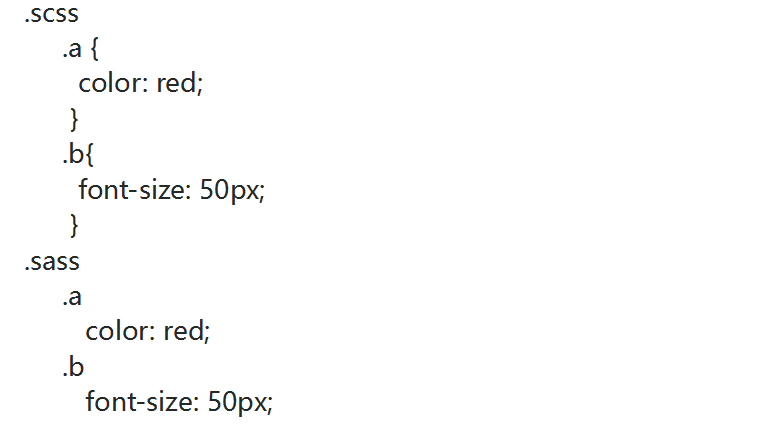 .scss
.a {
color: red;
}
.b{
font-size: 50px;
}
.sass
.a
color: red;
.b
font-size: 50px;